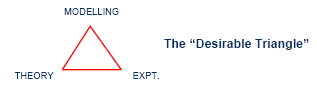 MODELLING
The “Desirable Triangle”
THEORY
EXPT.